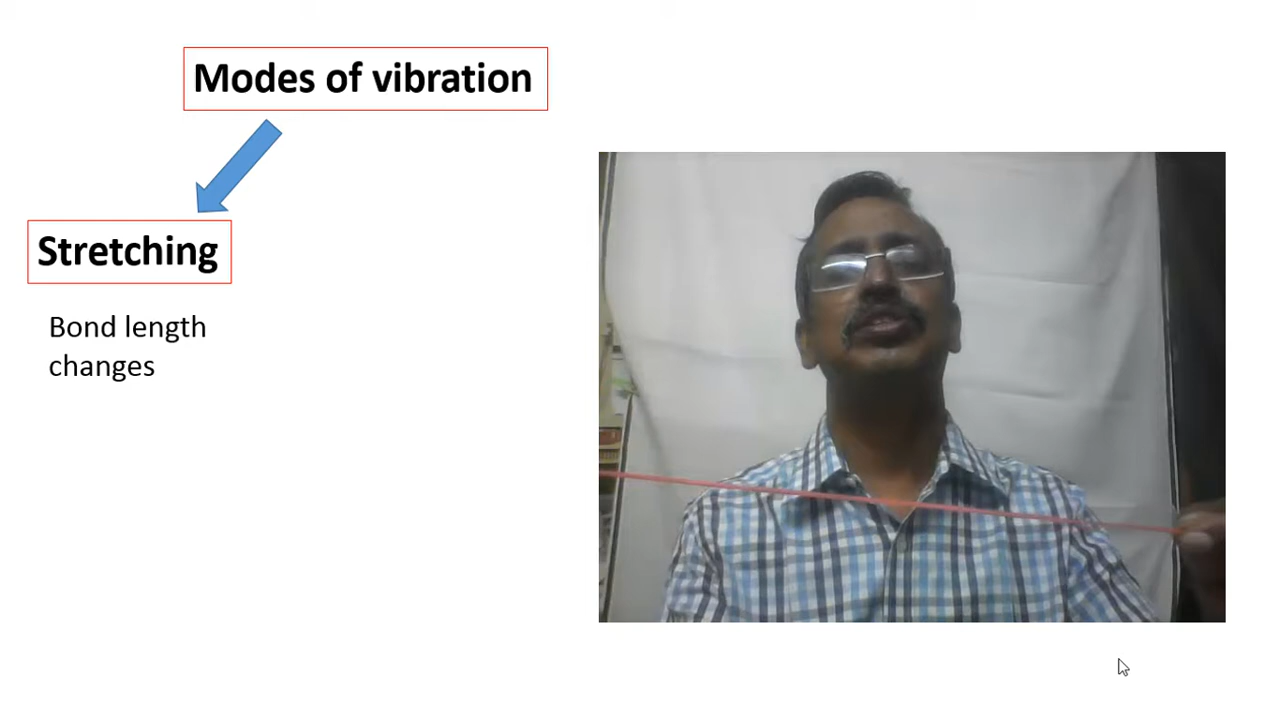 Modes of vibration
Stretching
Bond length
changes